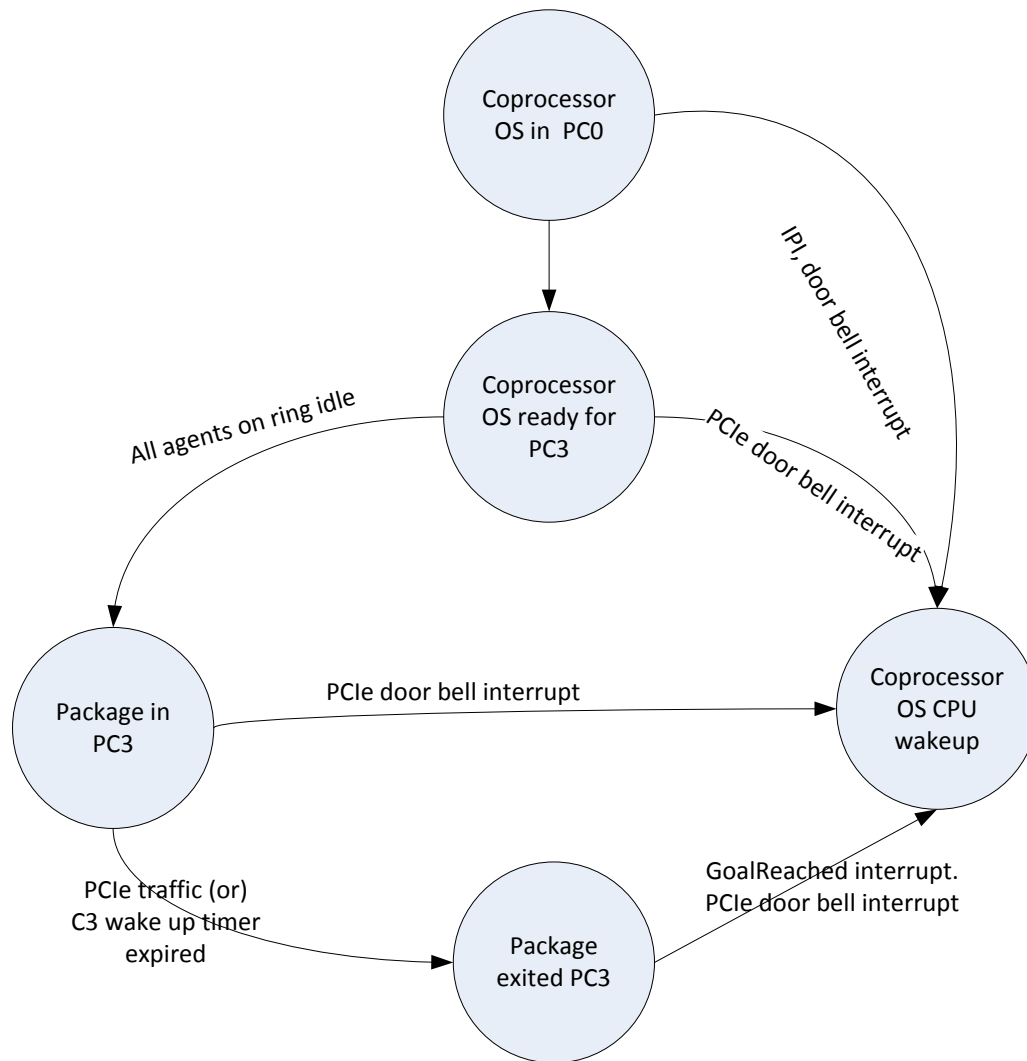 Coprocessor
OS in PC0
IPI, door bell interrupt
Coprocessor
OS ready for
PC3
All agents on ring idle
PCIe door bell interrupt
Package in
PC3
PCIe door bell interrupt
Coprocessor
OS CPU
wakeup
PCIe traffic (or)
C3 wake up timer
expired
GoalReached interrupt.
PCIe door bell interrupt
Package
exited PC3